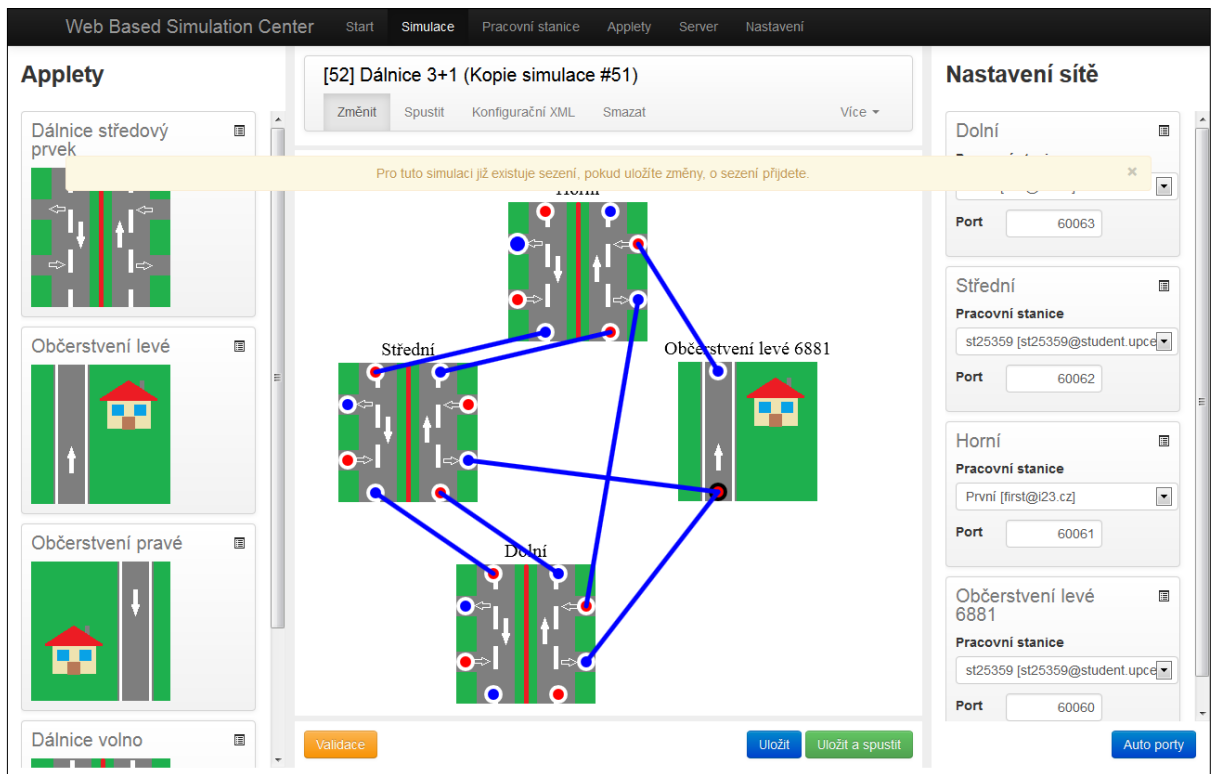 Web Based Simulation Center Start Simulace Pracovní stanice Applety Server Nastavení
Applety
Dálnice středový
prvek
Občerstvení levé
Občerstvení pravé
Dálnice volno
[52] Dálnice 3+1 (Kopie simulace #51)
Změnit Spustit Konfigurační XML Smazat Více
Pro tuto simulaci již existuje sezení, pokud uložíte změny, o sezení přijdete. ×
Horní
Střední
Občerstvení levé 6881
Dolní
Validace
Uložit
Uložit a spustit
Nastavení sítě
Dolní
Port 60063
Střední
Pracovní stanice
st25359 [st25359@student.upce
Port 60062
Horní
Pracovní stanice
První [first@i23.cz]
Port 60061
Občerstvení levé
6881
Pracovní stanice
st25359 [st25359@student.upce
Port 60060
Auto porty